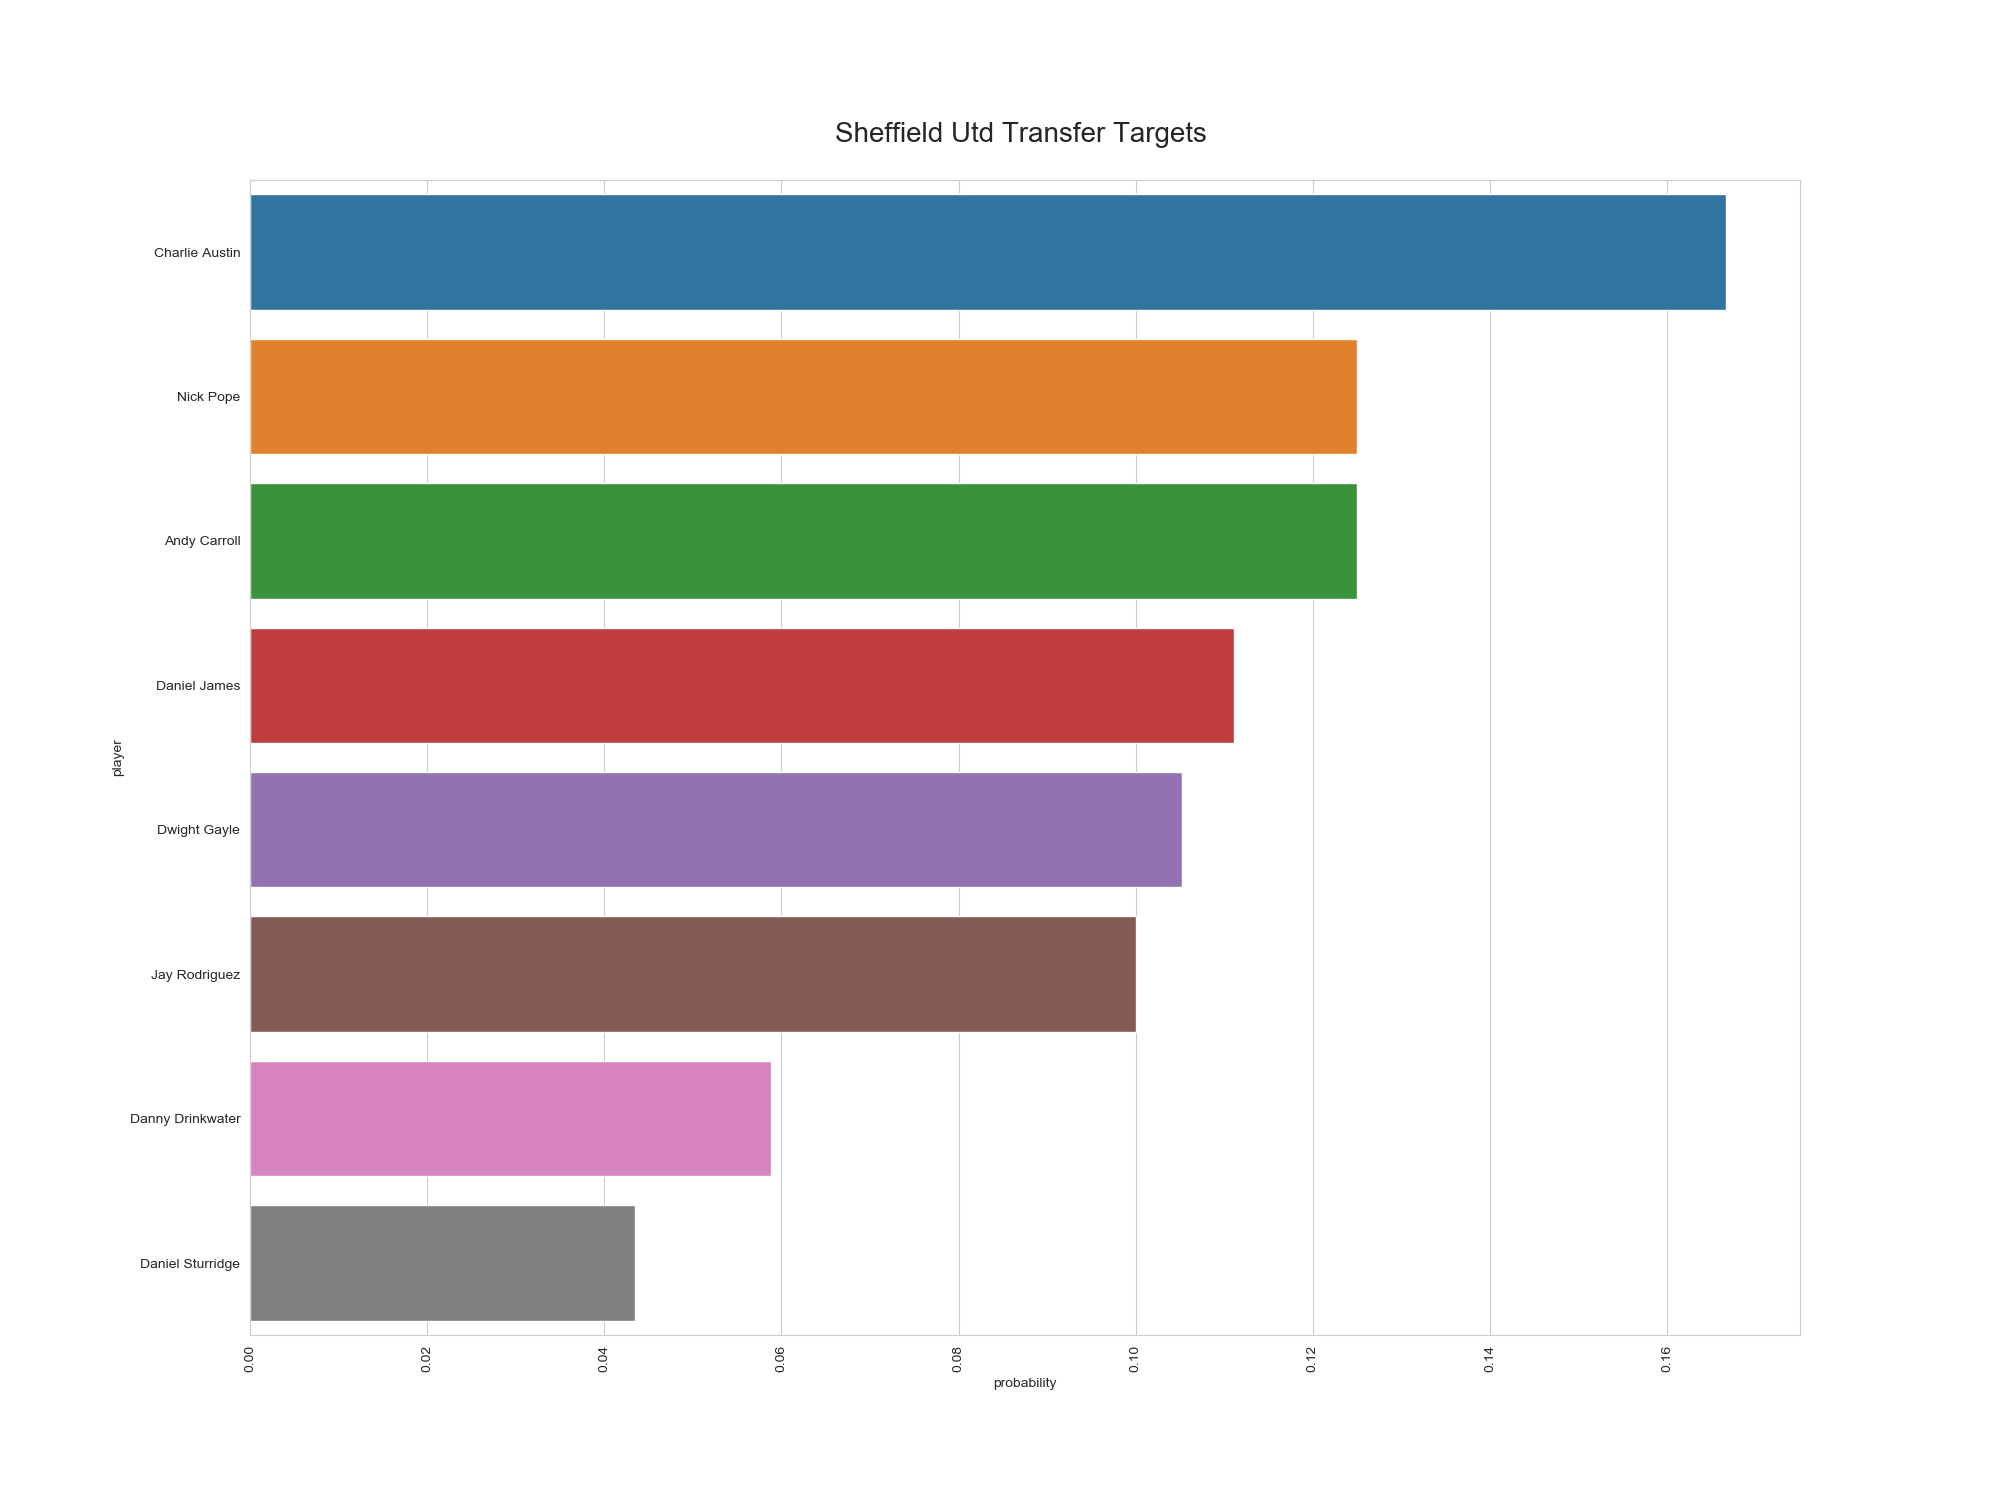 Sheffield Utd Transfer Targets
Charlie Austin
Nick Pope
Andy Carroll
Daniel James
Dwight Gayle
Jay Rodriguez
Danny Drinkwater
Daniel Sturridge
player
0.00 0.02 0.04 0.06 0.08 0.10 0.12 0.14 0.16
probability